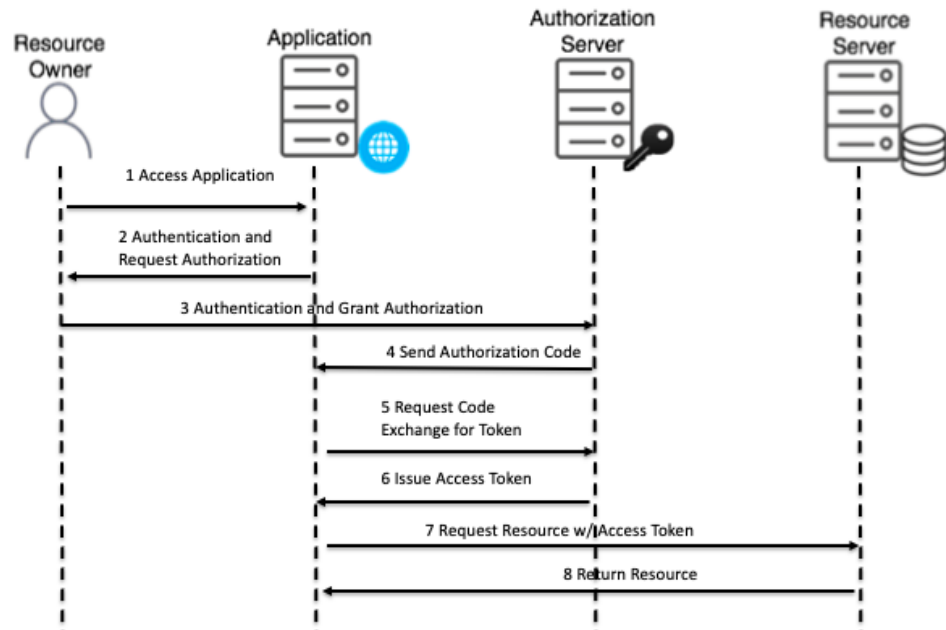 Resource
Owner
Application
Authorization
Server
Resource
Server
1 Access Application
2 Authentication and
Request Authorization
3 Authentication and Grant Authorization
4 Send Authorization Code
5 Request Code
Exchange for Token
6 Issue Access Token
7 Request Resource w/ Access Token
8 Return Resource